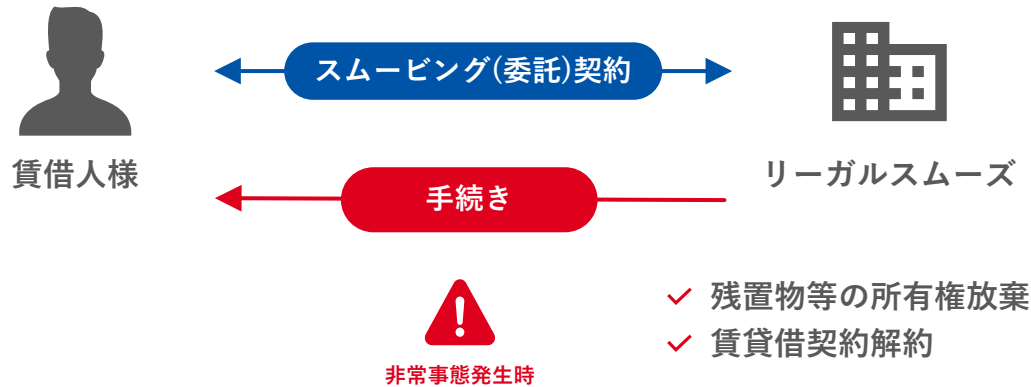 スムービング(委託)契約
賃借人様
リーガルスムーズ
手続き
残置物等の所有権放棄
賃貸借契約解約
非常事態発生時